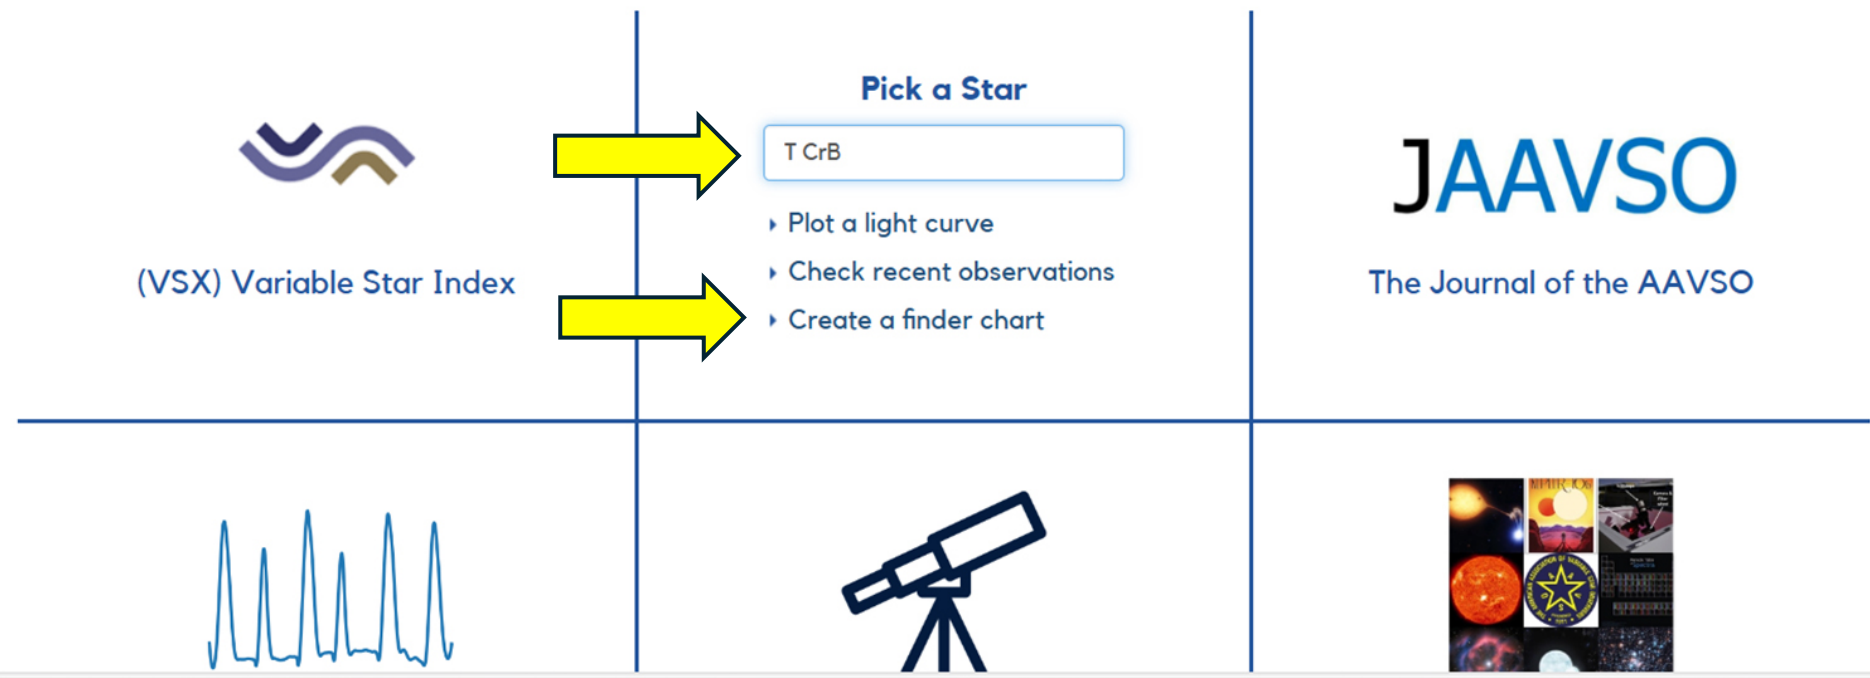 Pick a Star
T CrB
Plot a light curve
Check recent observations
Create a finder chart
(VSX) Variable Star Index
JAAVSO
The Journal of the AAVSO